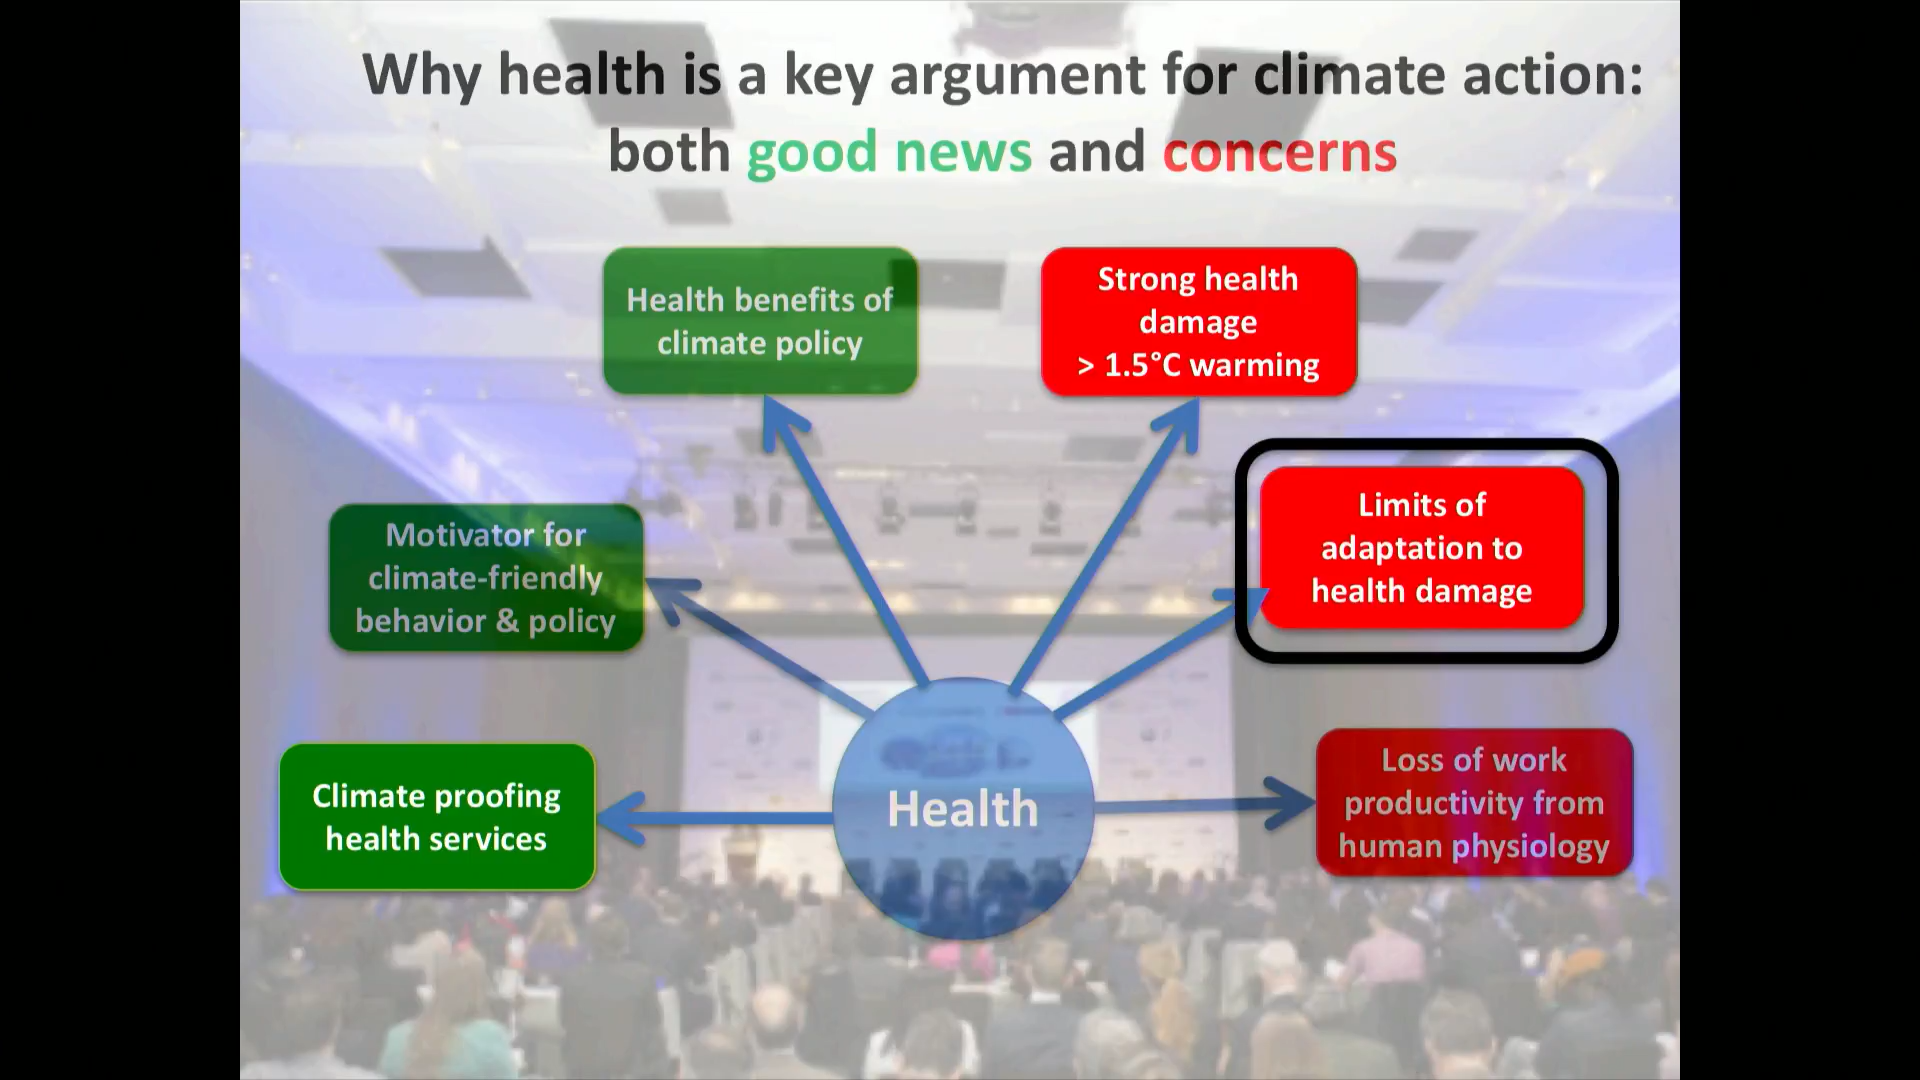 Why health is a key argument for climate action:
both good news and concerns
Health benefits of
climate policy
Strong health
damage
> 1.5°C warming
Motivator for
climate-friendly
behavior & policy
Limits of
adaptation to
health damage
Climate proofing
health services
Health
Loss of work
productivity from
human physiology